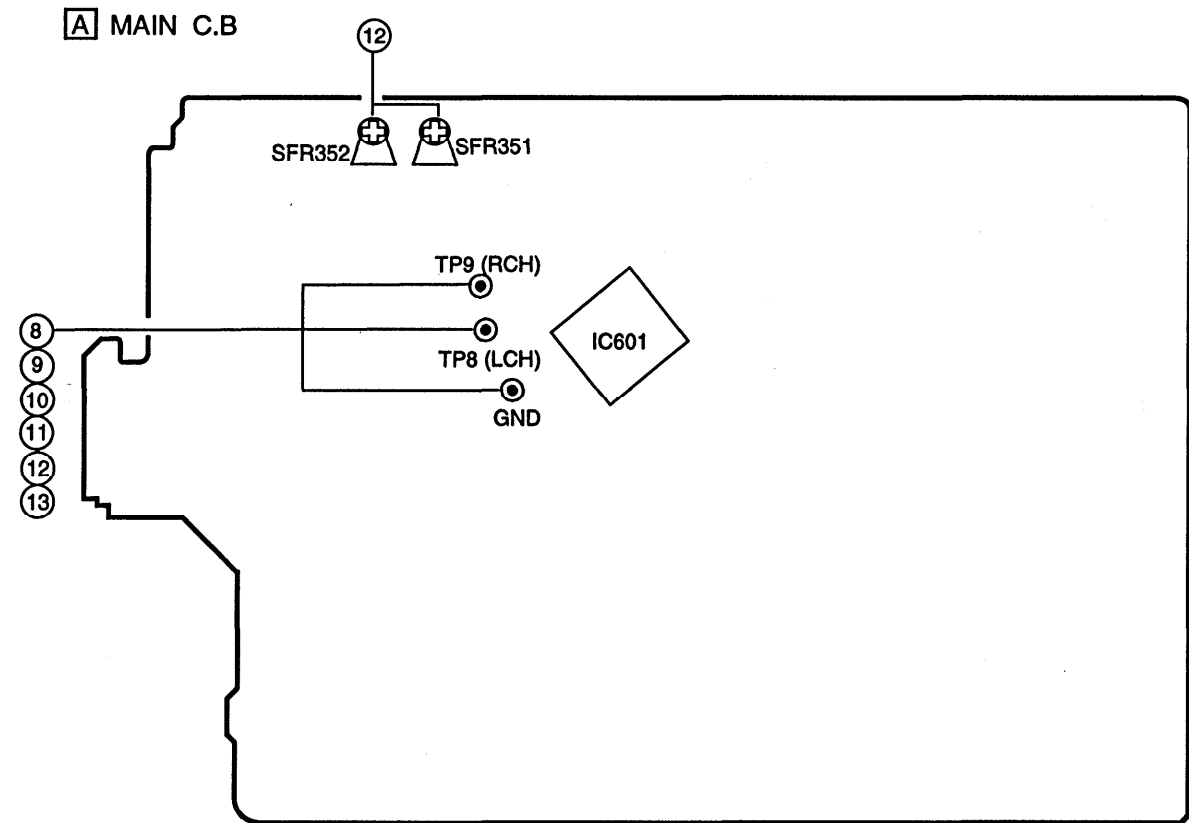 A MAIN C.B
12
SFR352
SFR351
TP9 (RCH)
8
TP8 (LCH)
IC601
9
10
GND
11
12
13